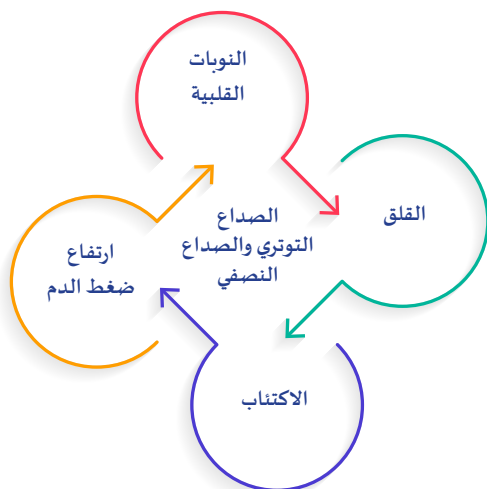 النوبات
القلبية
القلق
الصداع
التوتري والصداع
النصفي
ارتفاع
ضغط الدم
الاكتئاب